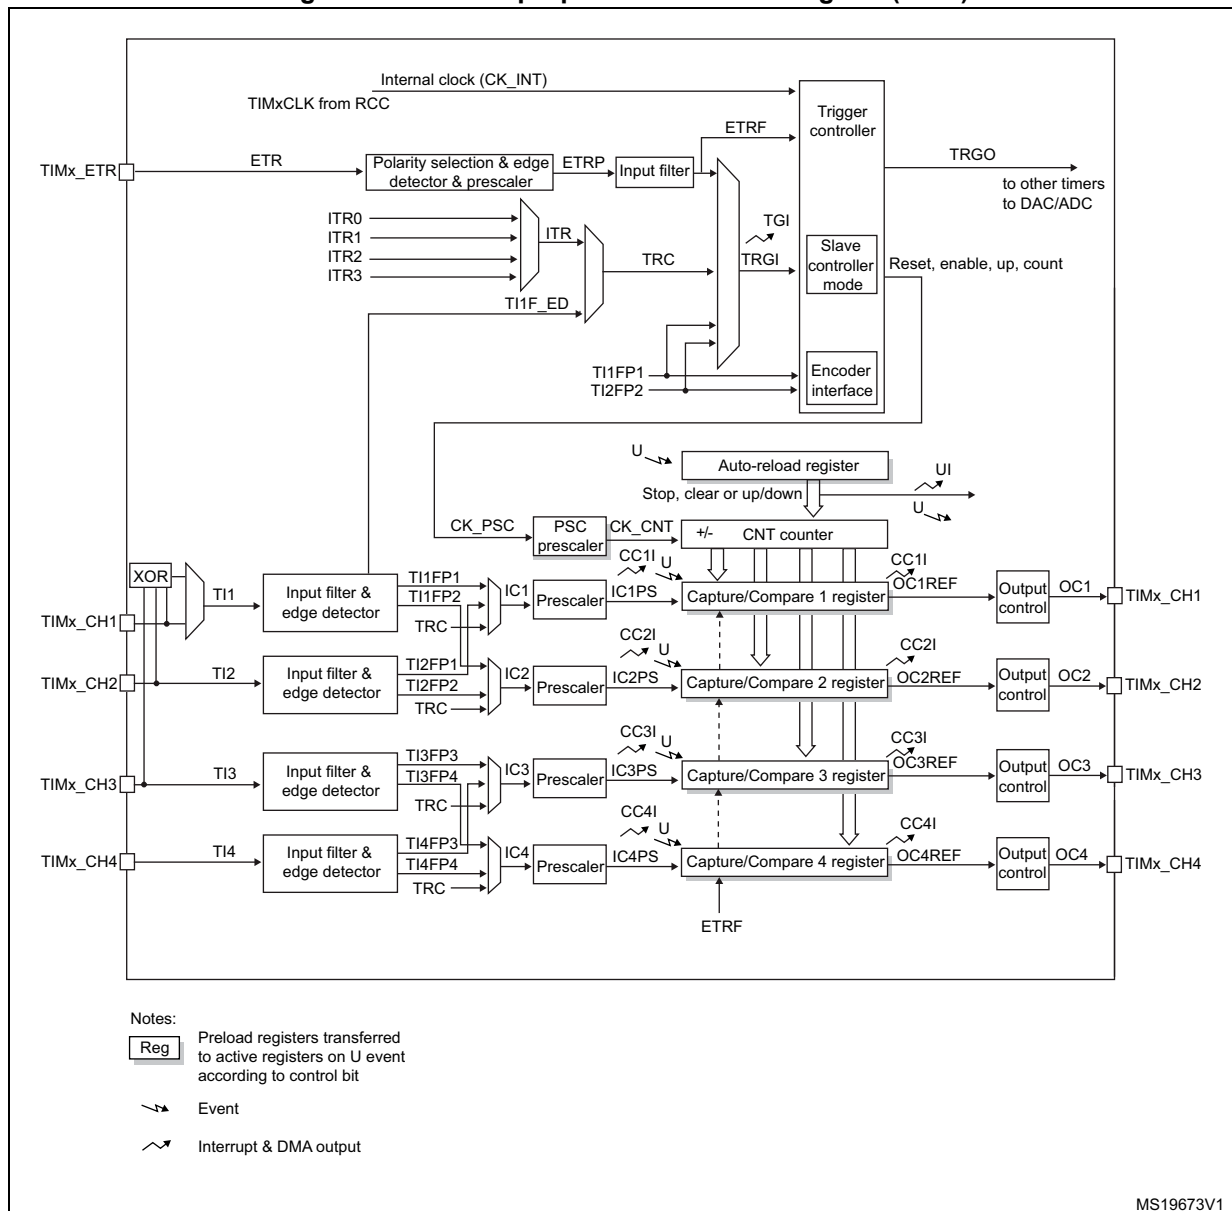 Internal clock (CK_INT)
TIMxCLK from RCC
Trigger
controller
ETRF
TIMx_ETR
ETR
Polarity selection & edge
detector & prescaler
ETRP
Input filter
TRGO
to other timers
to DAC/ADC
ITR0
ITR1
ITR2
ITR3
ITR
TRC
TGI
TRGI
Slave
controller
mode
Reset, enable, up, count
TI1F_ED
TI1FP1
TI2FP2
Encoder
interface
U
Auto-reload register
UI
Stop, clear or up/down
U
CK_PSC
PSC
prescaler
CK_CNT
+/-
CNT counter
XOR
TI1
TIMx_CH1
Input filter &
edge detector
TI1FP1
TI1FP2
TRC
IC1
Prescaler
IC1PS
CC1I
U
Capture/Compare 1 register
CC1I
OC1REF
Output
control
OC1
TIMx_CH1
TIMx_CH2
TI2
Input filter &
edge detector
TI2FP1
TI2FP2
TRC
IC2
Prescaler
IC2PS
CC2I
U
Capture/Compare 2 register
CC2I
OC2REF
Output
control
OC2
TIMx_CH2
TIMx_CH3
TI3
Input filter &
edge detector
TI3FP3
TI3FP4
TRC
IC3
Prescaler
IC3PS
CC3I
U
Capture/Compare 3 register
CC3I
OC3REF
Output
control
OC3
TIMx_CH3
TIMx_CH4
TI4
Input filter &
edge detector
TI4FP3
TI4FP4
TRC
IC4
Prescaler
IC4PS
CC4I
U
Capture/Compare 4 register
CC4I
OC4REF
Output
control
OC4
TIMx_CH4
ETRF
Notes:
Reg
Preload registers transferred
to active registers on U event
according to control bit
Event
Interrupt & DMA output
MS19673V1